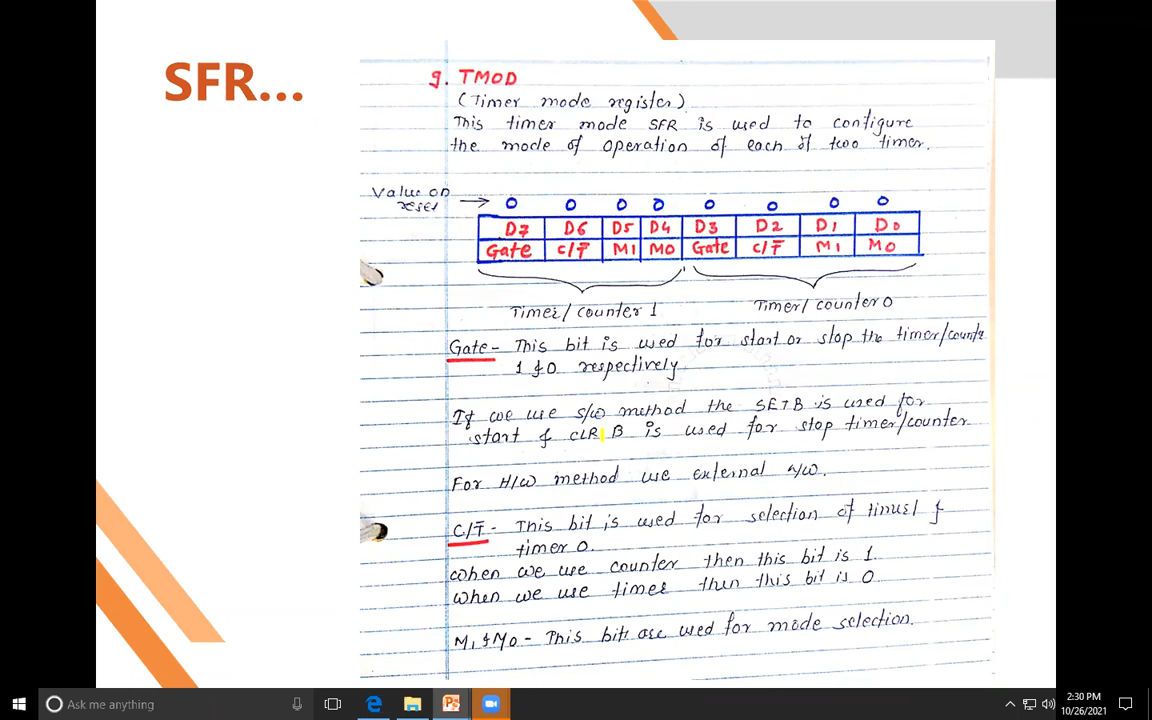 SFR...
g. TMOD
(Timer mode register)
This timer mode SFR is used to configure
the mode of operation of each of two timer.
Value on reset → 0 0 0 0 0 0 0 0
D7 D6 D5 D4 D3 D2 D1 D0
Gate C/T̅ M1 M0 Gate C/T̅ M1 M0
Timer/counter 1 Timer/counter 0
Gate - This bit is used for start or stop the timer/counter
1 & 0 respectively
If we use S/W method the SETB is used for
start & CLR B is used for stop timer/counter
For H/W method use external
C/T̅ - This bit is used for selection of &
timer 0.
when we use counter then this bit is 1
when we use timer then this bit is 0
M1 & M0 - This bits are used for mode selection.
Ask me anything
2:30 PM
10/26/2021